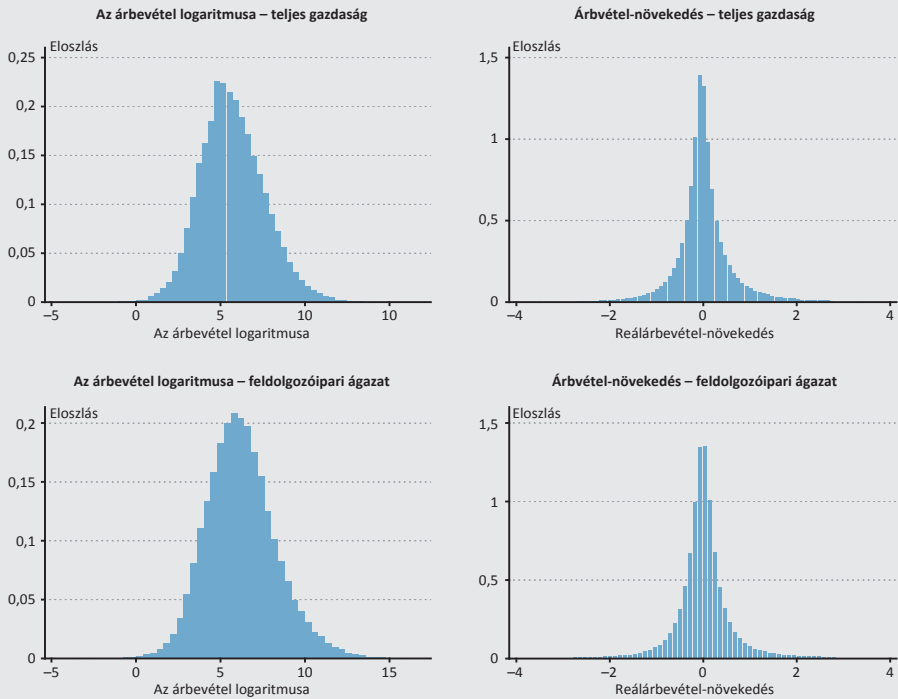 Az árbevétel logaritmusa – teljes gazdaság
Eloszlás
0,25
0,2
0,15
0,1
0,05
0
–5 0 5 10 10
Az árbevétel logaritmusa
Árbvétel-növekedés – teljes gazdaság
Eloszlás
1,5
1
0,5
0
–4 –2 0 2 4
Reálárbevétel-növekedés
Az árbevétel logaritmusa – feldolgozóipari ágazat
Eloszlás
0,2
0,15
0,1
0,05
0
–5 0 5 10 15
Az árbevétel logaritmusa
Árbvétel-növekedés – feldolgozóipari ágazat
Eloszlás
1,5
1
0,5
0
–4 –2 0 2 4
Reálárbevétel-növekedés